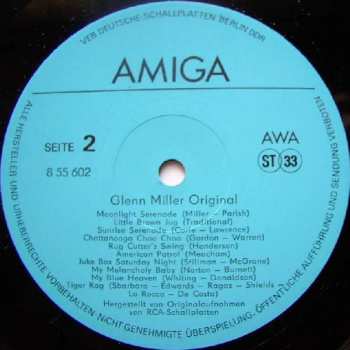 VEB DEUTSCHE SCHALLPLATTEN BERLIN DDR
AMIGA
SEITE 2
8 55 602
AWA
ST 33
Glenn Miller Original
Moonlight Serenade (Miller – Parish)
Little Brown Jug (Traditional)
Sunrise Serenade (Carle – Lawrence)
Chattanooga Choo Choo (Gordon – Warren)
Rug Cutter's Swing (Henderson)
American Patrol (Meacham)
Juke Box Saturday Night (Stillman – McGrane)
My Melancholy Baby (Norton – Burnett)
My Blue Heaven (Whiting – Donaldson)
Tiger Rag (Sbarbaro – Edwards – Ragas – Shields
La Rocca – De Costa)
Hergestellt von Originalaufnahmen
von RCA-Schallplatten
ALLE HERSTELLER- UND URHEBERRECHTE VORBEHALTEN. NICHT GENEHMIGTE ÜBERSPIELUNG, ÖFFENTLICHE AUFFÜHRUNG UND SENDUNG VERBOTEN